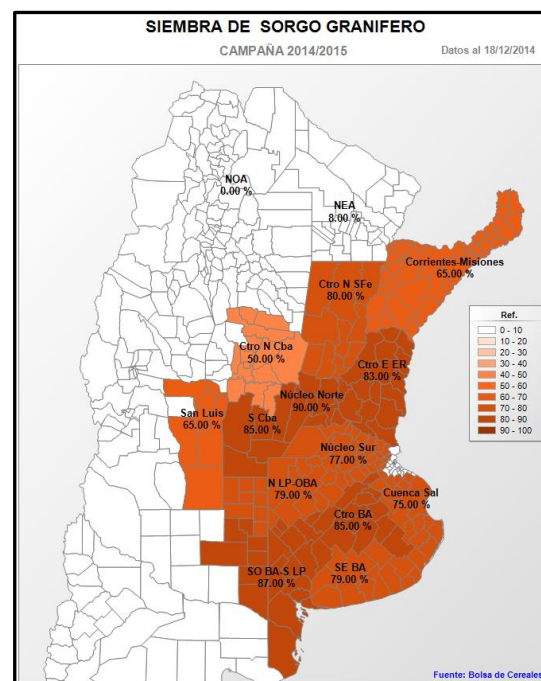 SIEMBRA DE SORGO GRANIFERO
CAMPAÑA 2014/2015
Datos al 18/12/2014
NOA
0.00 %
NEA
8.00 %
Corrientes-Misiones
65.00 %
Ctro N SFe
80.00 %
Ctro N Cba
50.00 %
Ctro E ER
83.00 %
Núcleo Norte
90.00 %
San Luis
65.00 %
S Cba
85.00 %
Núcleo Sur
77.00 %
N LP-OBA
79.00 %
Cuenca Sal
75.00 %
Ctro BA
85.00 %
SO BA-S LP
87.00 %
SE BA
79.00 %
Ref.
0 - 10
10 - 20
20 - 30
30 - 40
40 - 50
50 - 60
60 - 70
70 - 80
80 - 90
90 - 100
Fuente: Bolsa de Cereales